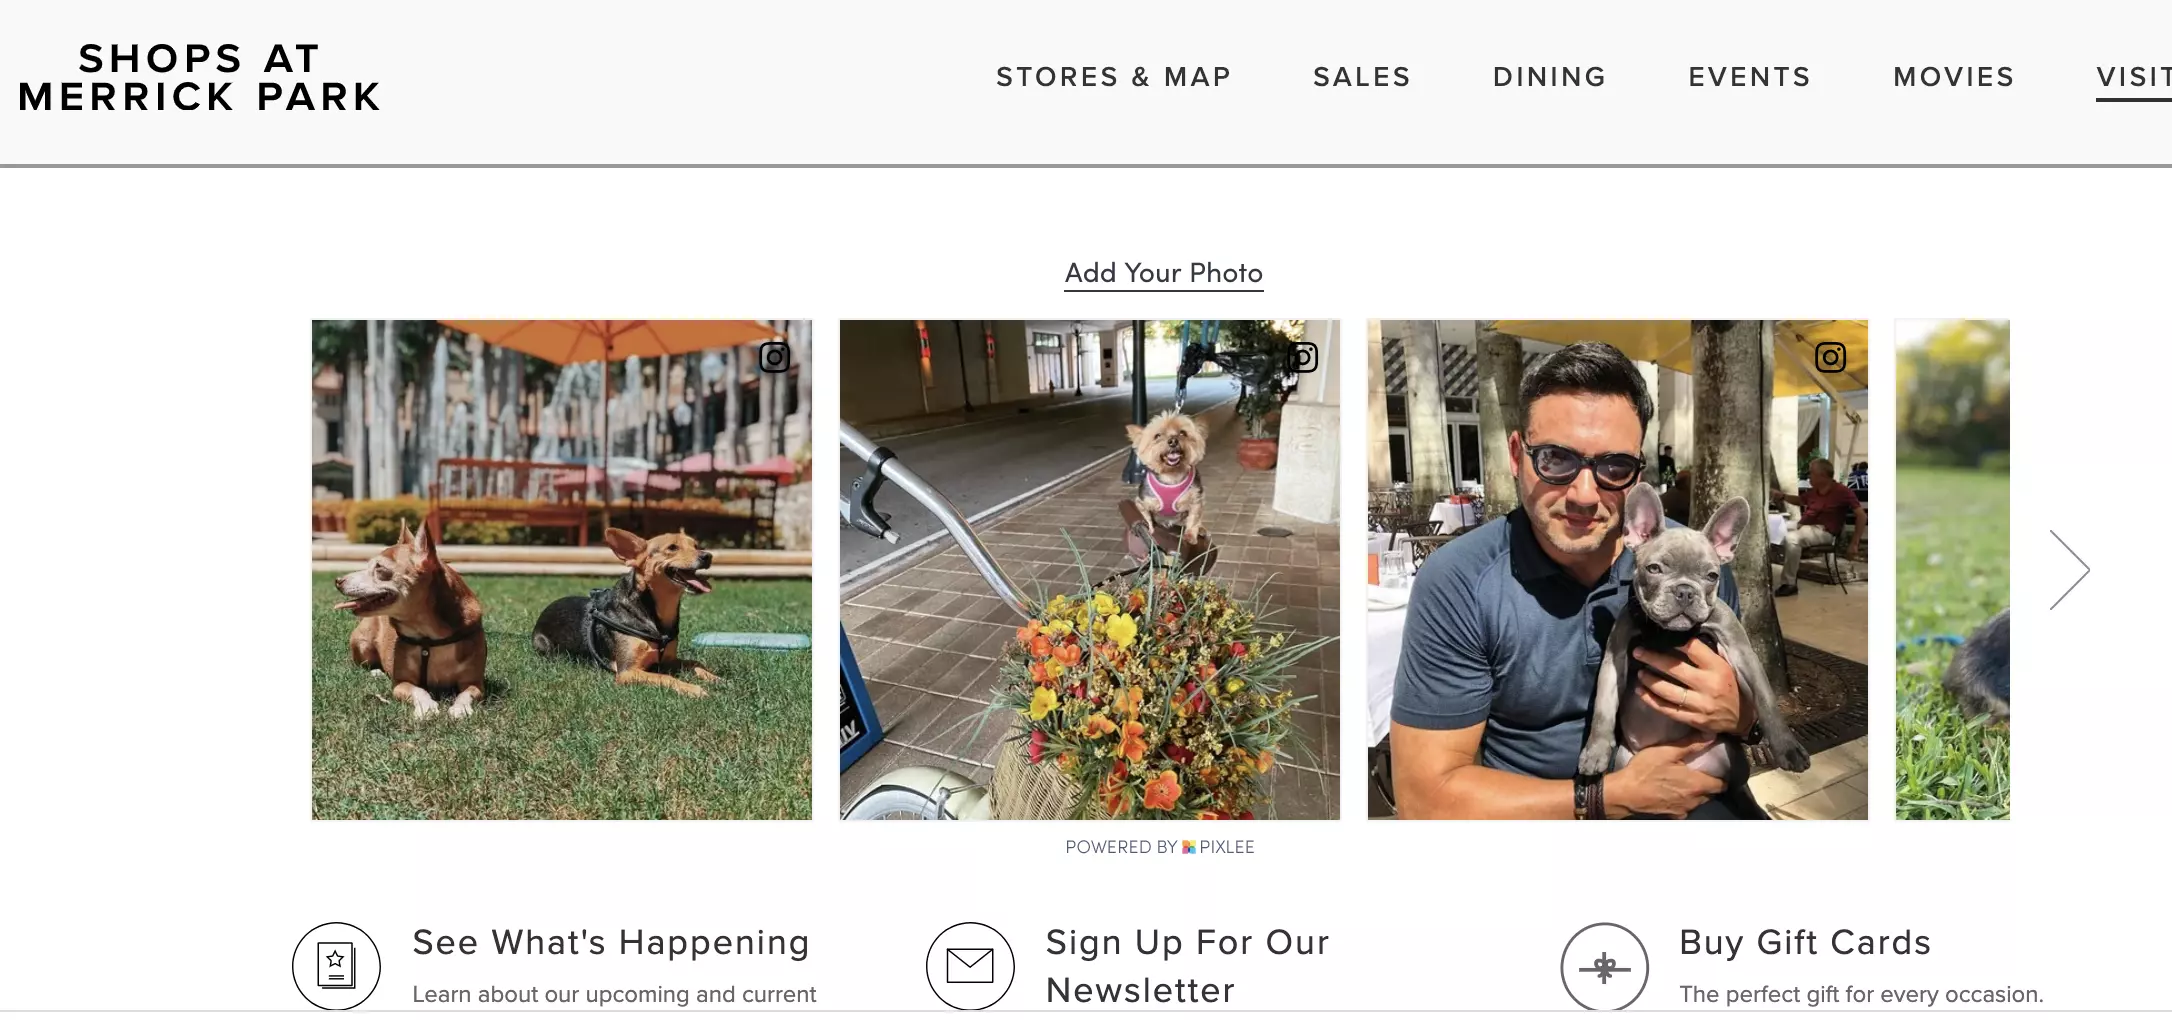 SHOPS AT
MERRICK PARK
STORES & MAP
SALES
DINING
EVENTS
MOVIES
VISIT
Add Your Photo
POWERED BY PIXLEE
See What's Happening
Learn about our upcoming and current
Sign Up For Our
Newsletter
Buy Gift Cards
The perfect gift for every occasion.